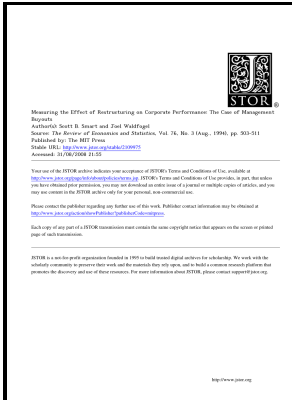 JSTOR
®
Measuring the Effect of Restructuring on Corporate Performance: The Case of Management
Buyouts
Author(s): Scott B. Smart and Joel Waldfogel
Source: The Review of Economics and Statistics, Vol. 76, No. 3 (Aug., 1994), pp. 503-511
Published by: The MIT Press
Stable URL: http://www.jstor.org/stable/2109975
Accessed: 31/08/2008 21:55
Your use of the JSTOR archive indicates your acceptance of JSTOR's Terms and Conditions of Use, available at
http://www.jstor.org/page/info/about/policies/terms.jsp. JSTOR's Terms and Conditions of Use provides, in part, that unless
you have obtained prior permission, you may not download an entire issue of a journal or multiple copies of articles, and you
may use content in the JSTOR archive only for your personal, non-commercial use.
Please contact the publisher regarding any further use of this work. Publisher contact information may be obtained at
http://www.jstor.org/action/showPublisher?publisherCode=mitpress.
Each copy of any part of a JSTOR transmission must contain the same copyright notice that appears on the screen or printed
page of such transmission.
JSTOR is a not-for-profit organization founded in 1995 to build trusted digital archives for scholarship. We work with the
scholarly community to preserve their work and the materials they rely upon, and to build a common research platform that
promotes the discovery and use of these resources. For more information about JSTOR, please contact support@jstor.org.
http://www.jstor.org